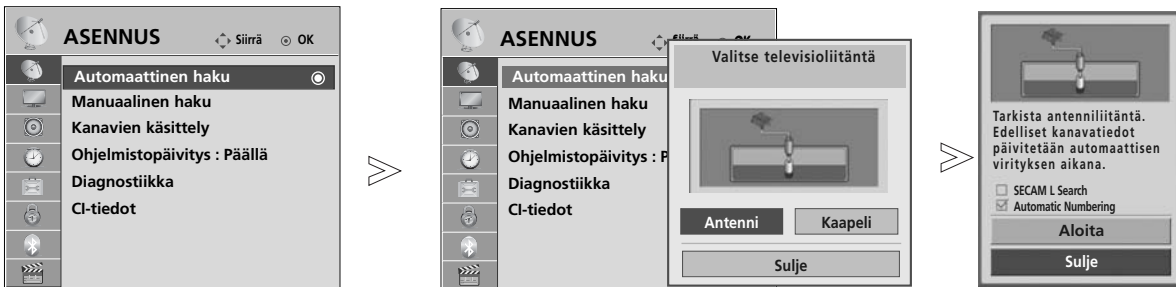 ASENNUS
Siirrä
OK
Automaattinen haku
Manuaalinen haku
Kanavien käsittely
Ohjelmistopäivitys : Päällä
Diagnostiikka
CI-tiedot
ASENNUS
Siirrä
OK
Automaattinen haku
Manuaalinen haku
Kanavien käsittely
Ohjelmistopäivitys : P
Diagnostiikka
CI-tiedot
Valitse televisioliitäntä
Antenni
Kaapeli
Sulje
Tarkista antenniliitäntä.
Edelliset kanavatiedot
päivitetään automaattisen
virityksen aikana.
SECAM L Search
Automatic Numbering
Aloita
Sulje